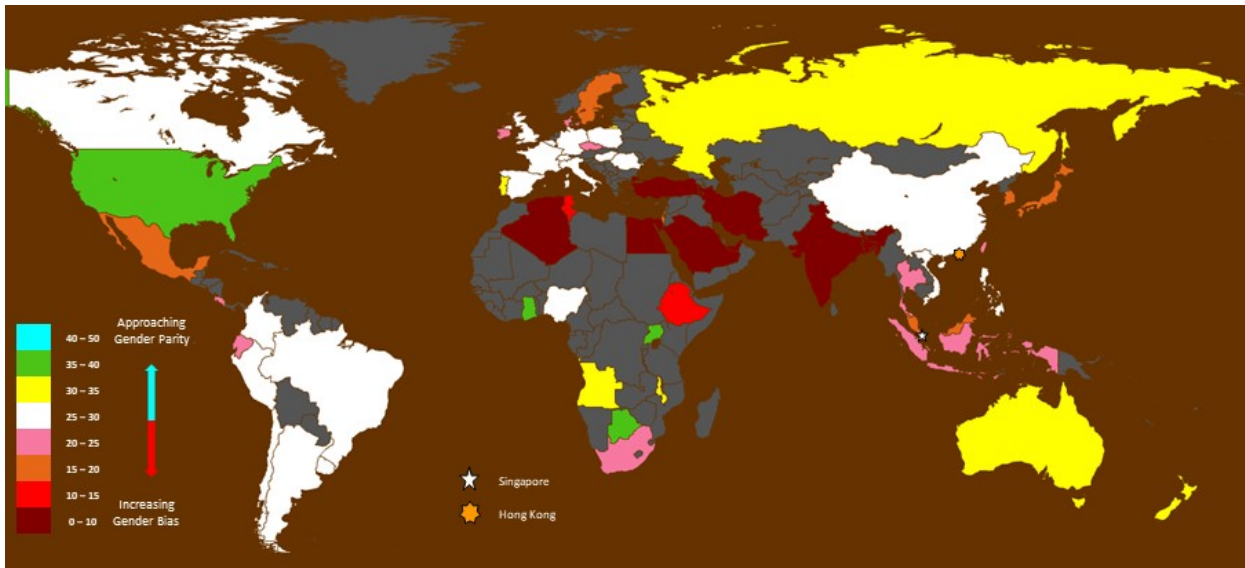 Approaching
Gender Parity
40 – 50
35 – 40
30 – 35
25 – 30
20 – 25
15 – 20
10 – 15
0 – 10
Increasing
Gender Bias
Singapore
Hong Kong